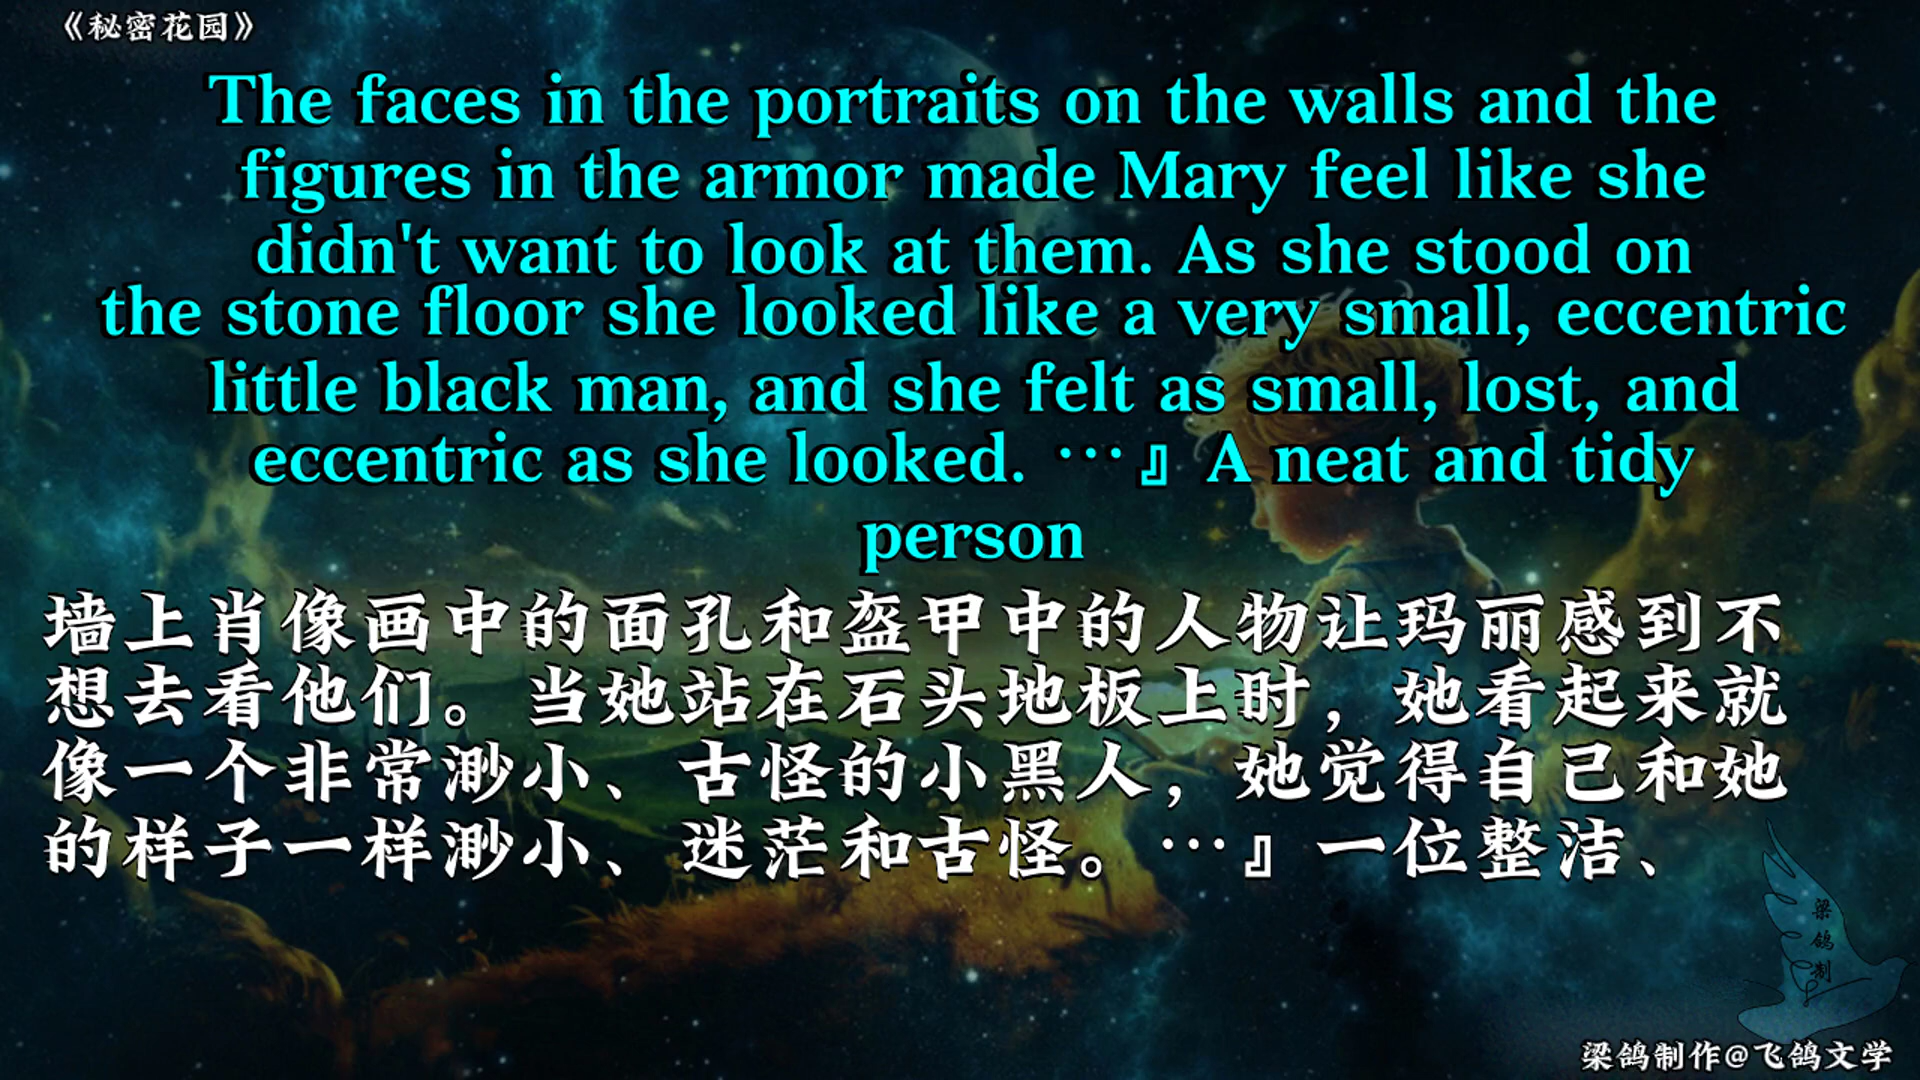 《秘密花园》
The faces in the portraits on the walls and the
figures in the armor made Mary feel like she
didn't want to look at them. As she stood on
the stone floor she looked like a very small, eccentric
little black man, and she felt as small, lost, and
eccentric as she looked. …』 A neat and tidy
person
墙上肖像画中的面孔和盔甲中的人物让玛丽感到不
想去看他们。 当她站在石头地板上时，她看起来就
像一个非常渺小、古怪的小黑人，她觉得自己和她
的样子一样渺小、迷茫和古怪。…』一位整洁、
梁
鸽
制
梁鸽制作@飞鸽文学